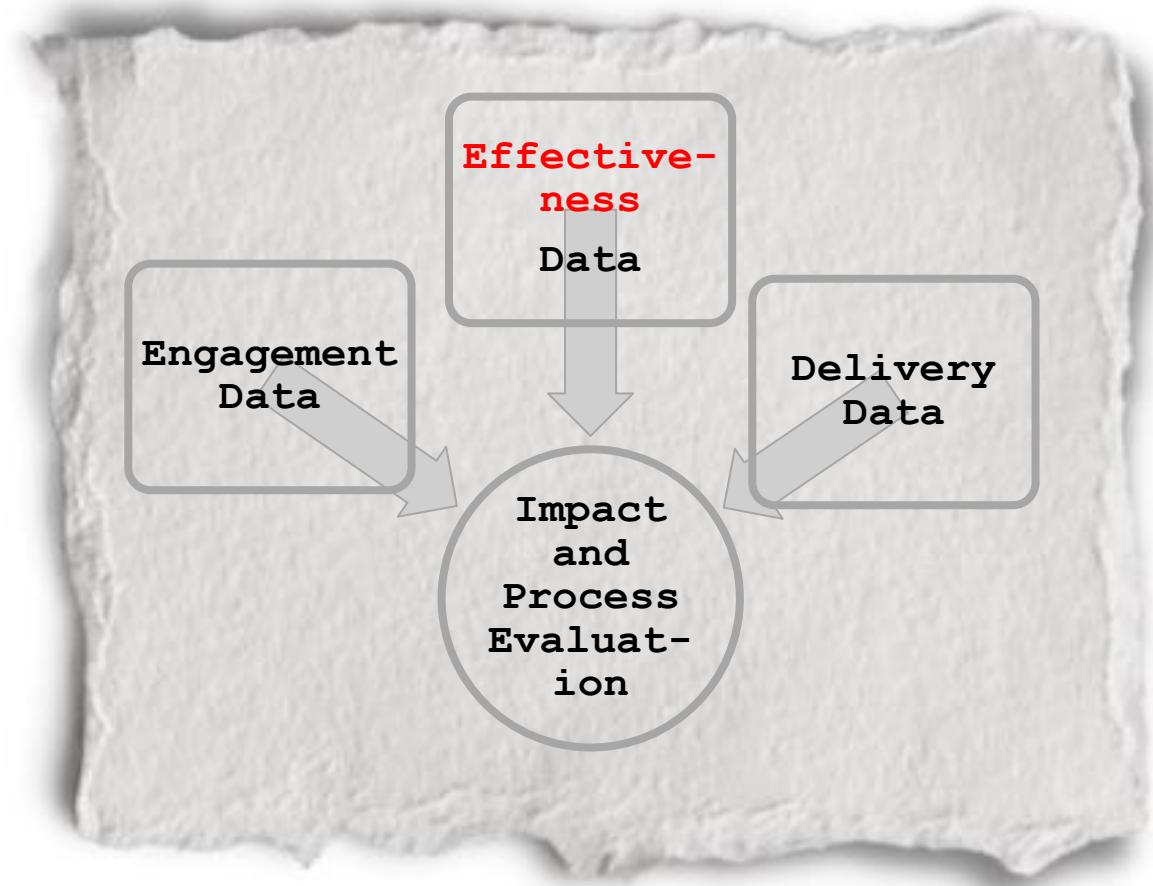 Effective-
ness
Data
Engagement
Data
Delivery
Data
Impact
and
Process
Evaluat-
ion